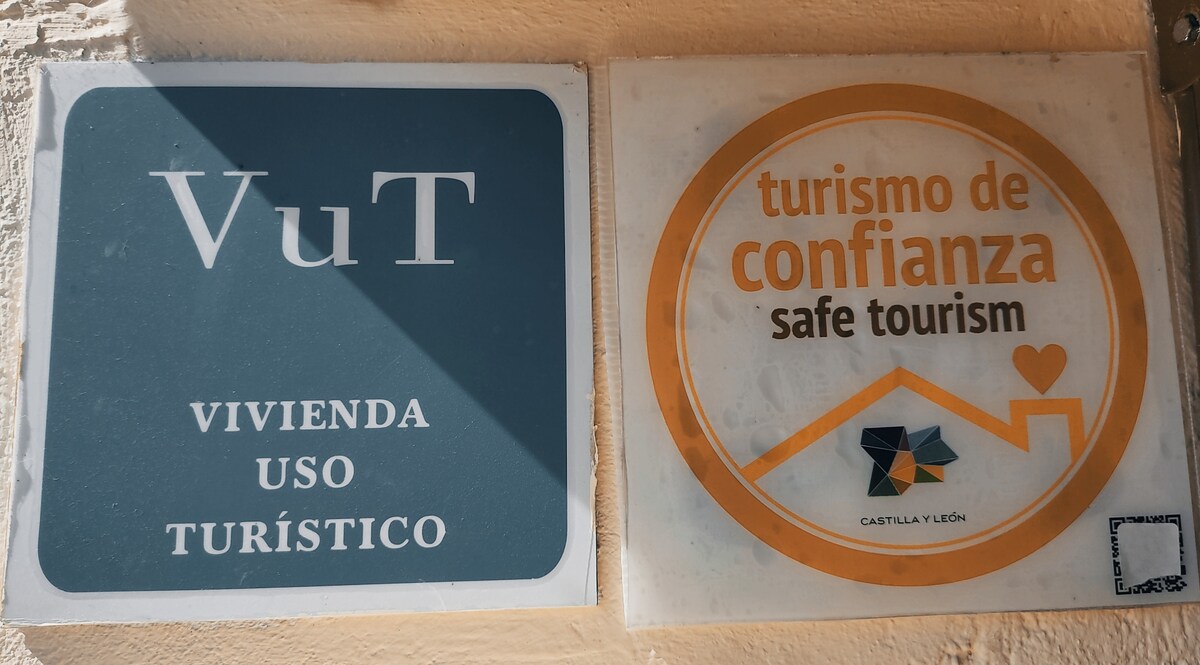 VuT
VIVIENDA
USO
TURÍSTICO
turismo de
confianza
safe tourism
CASTILLA Y LEÓN